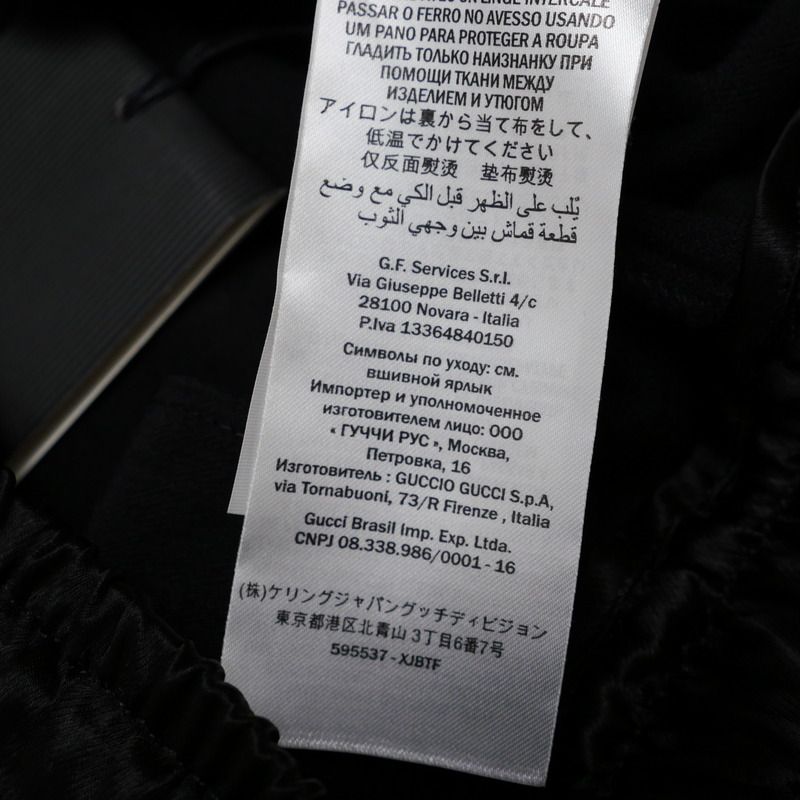 UN LINGE INTERCALÉ
PASSAR O FERRO NO AVESSO USANDO
UM PANO PARA PROTEGER A ROUPA
ГЛАДИТЬ ТОЛЬКО НАИЗНАНКУ ПРИ
ПОМОЩИ ТКАНИ МЕЖДУ
ИЗДЕЛИЕМ И УТЮГОМ
アイロンは裏から当て布をして、
低温でかけてください
仅反面熨烫 垫布熨烫
يقلب على الظهر قبل الكي مع وضع
قطعة قماش بين وجهي الثوب
G.F. Services S.r.l.
Via Giuseppe Belletti 4/c
28100 Novara - Italia
P.Iva 13364840150
Символы по уходу: см.
вшивной ярлык
Импортер и уполномоченное
изготовителем лицо: ООО
« ГУЧЧИ РУС », Москва,
Петровка, 16
Изготовитель : GUCCIO GUCCI S.p.A,
via Tornabuoni, 73/R Firenze , Italia
Gucci Brasil Imp. Exp. Ltda.
CNPJ 08.338.986/0001 - 16
(株)ケリングジャパングッチディビジョン
東京都港区北青山 3丁目6番7号
595537 - XJBTF